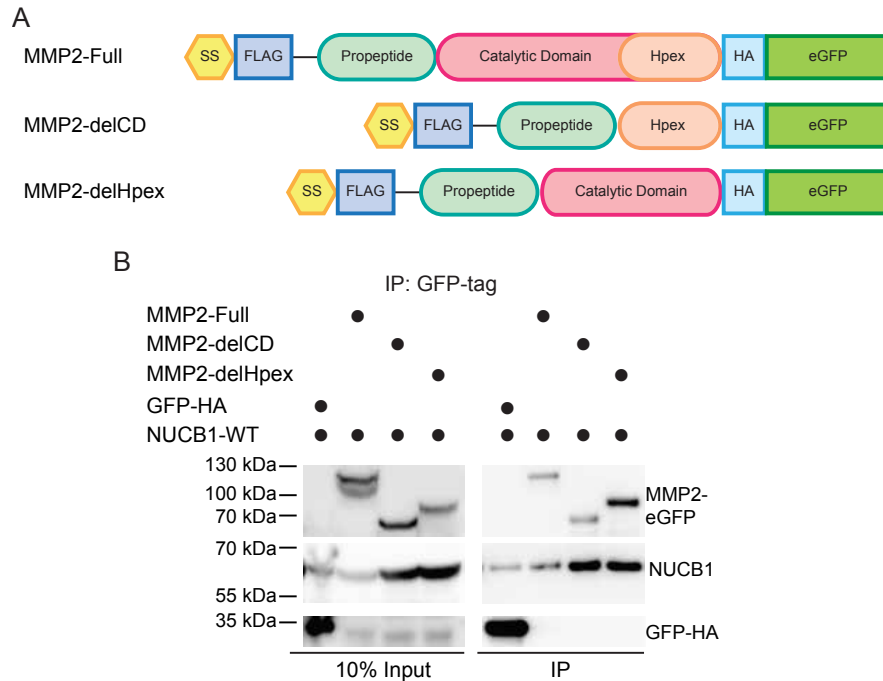 A
MMP2-Full
SS FLAG Propeptide Catalytic Domain Hpex HA eGFP
MMP2-delCD
SS FLAG Propeptide Hpex HA eGFP
MMP2-delHpex
SS FLAG Propeptide Catalytic Domain HA eGFP
B
IP: GFP-tag
MMP2-Full
MMP2-delCD
MMP2-delHpex
GFP-HA
NUCB1-WT
130 kDa
100 kDa
70 kDa
MMP2-
eGFP
70 kDa
NUCB1
55 kDa
35 kDa
GFP-HA
10% Input IP